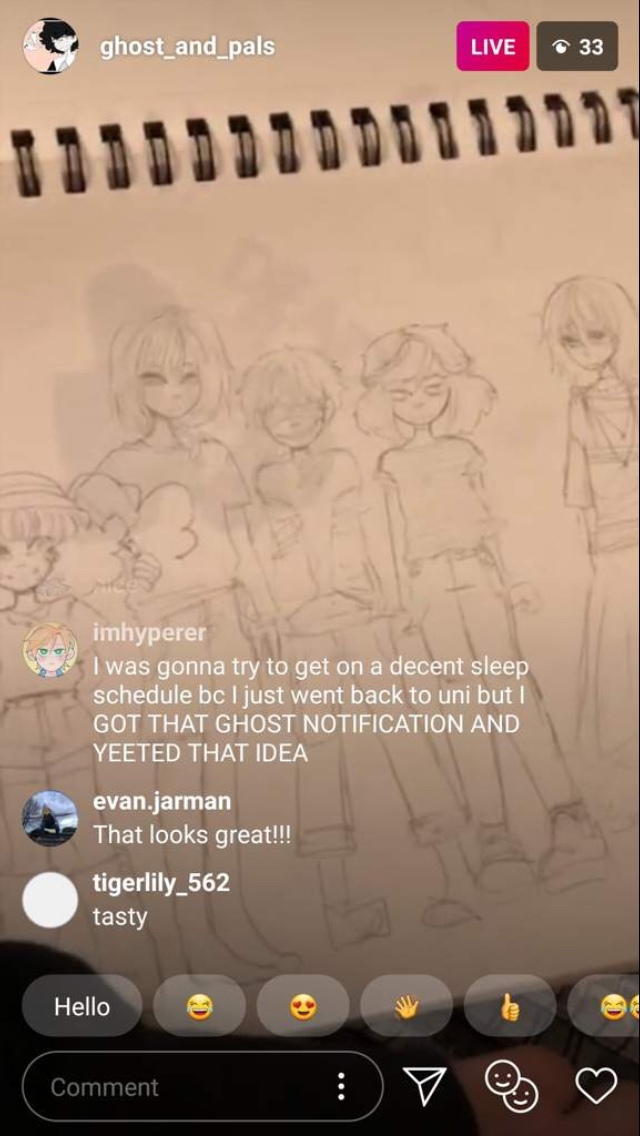 ghost_and_pals
LIVE
33
Alice
imhyperer
I was gonna try to get on a decent sleep
schedule bc I just went back to uni but I
GOT THAT GHOST NOTIFICATION AND
YEETED THAT IDEA
evan.jarman
That looks great!!!
tigerlily_562
tasty
Hello
Comment